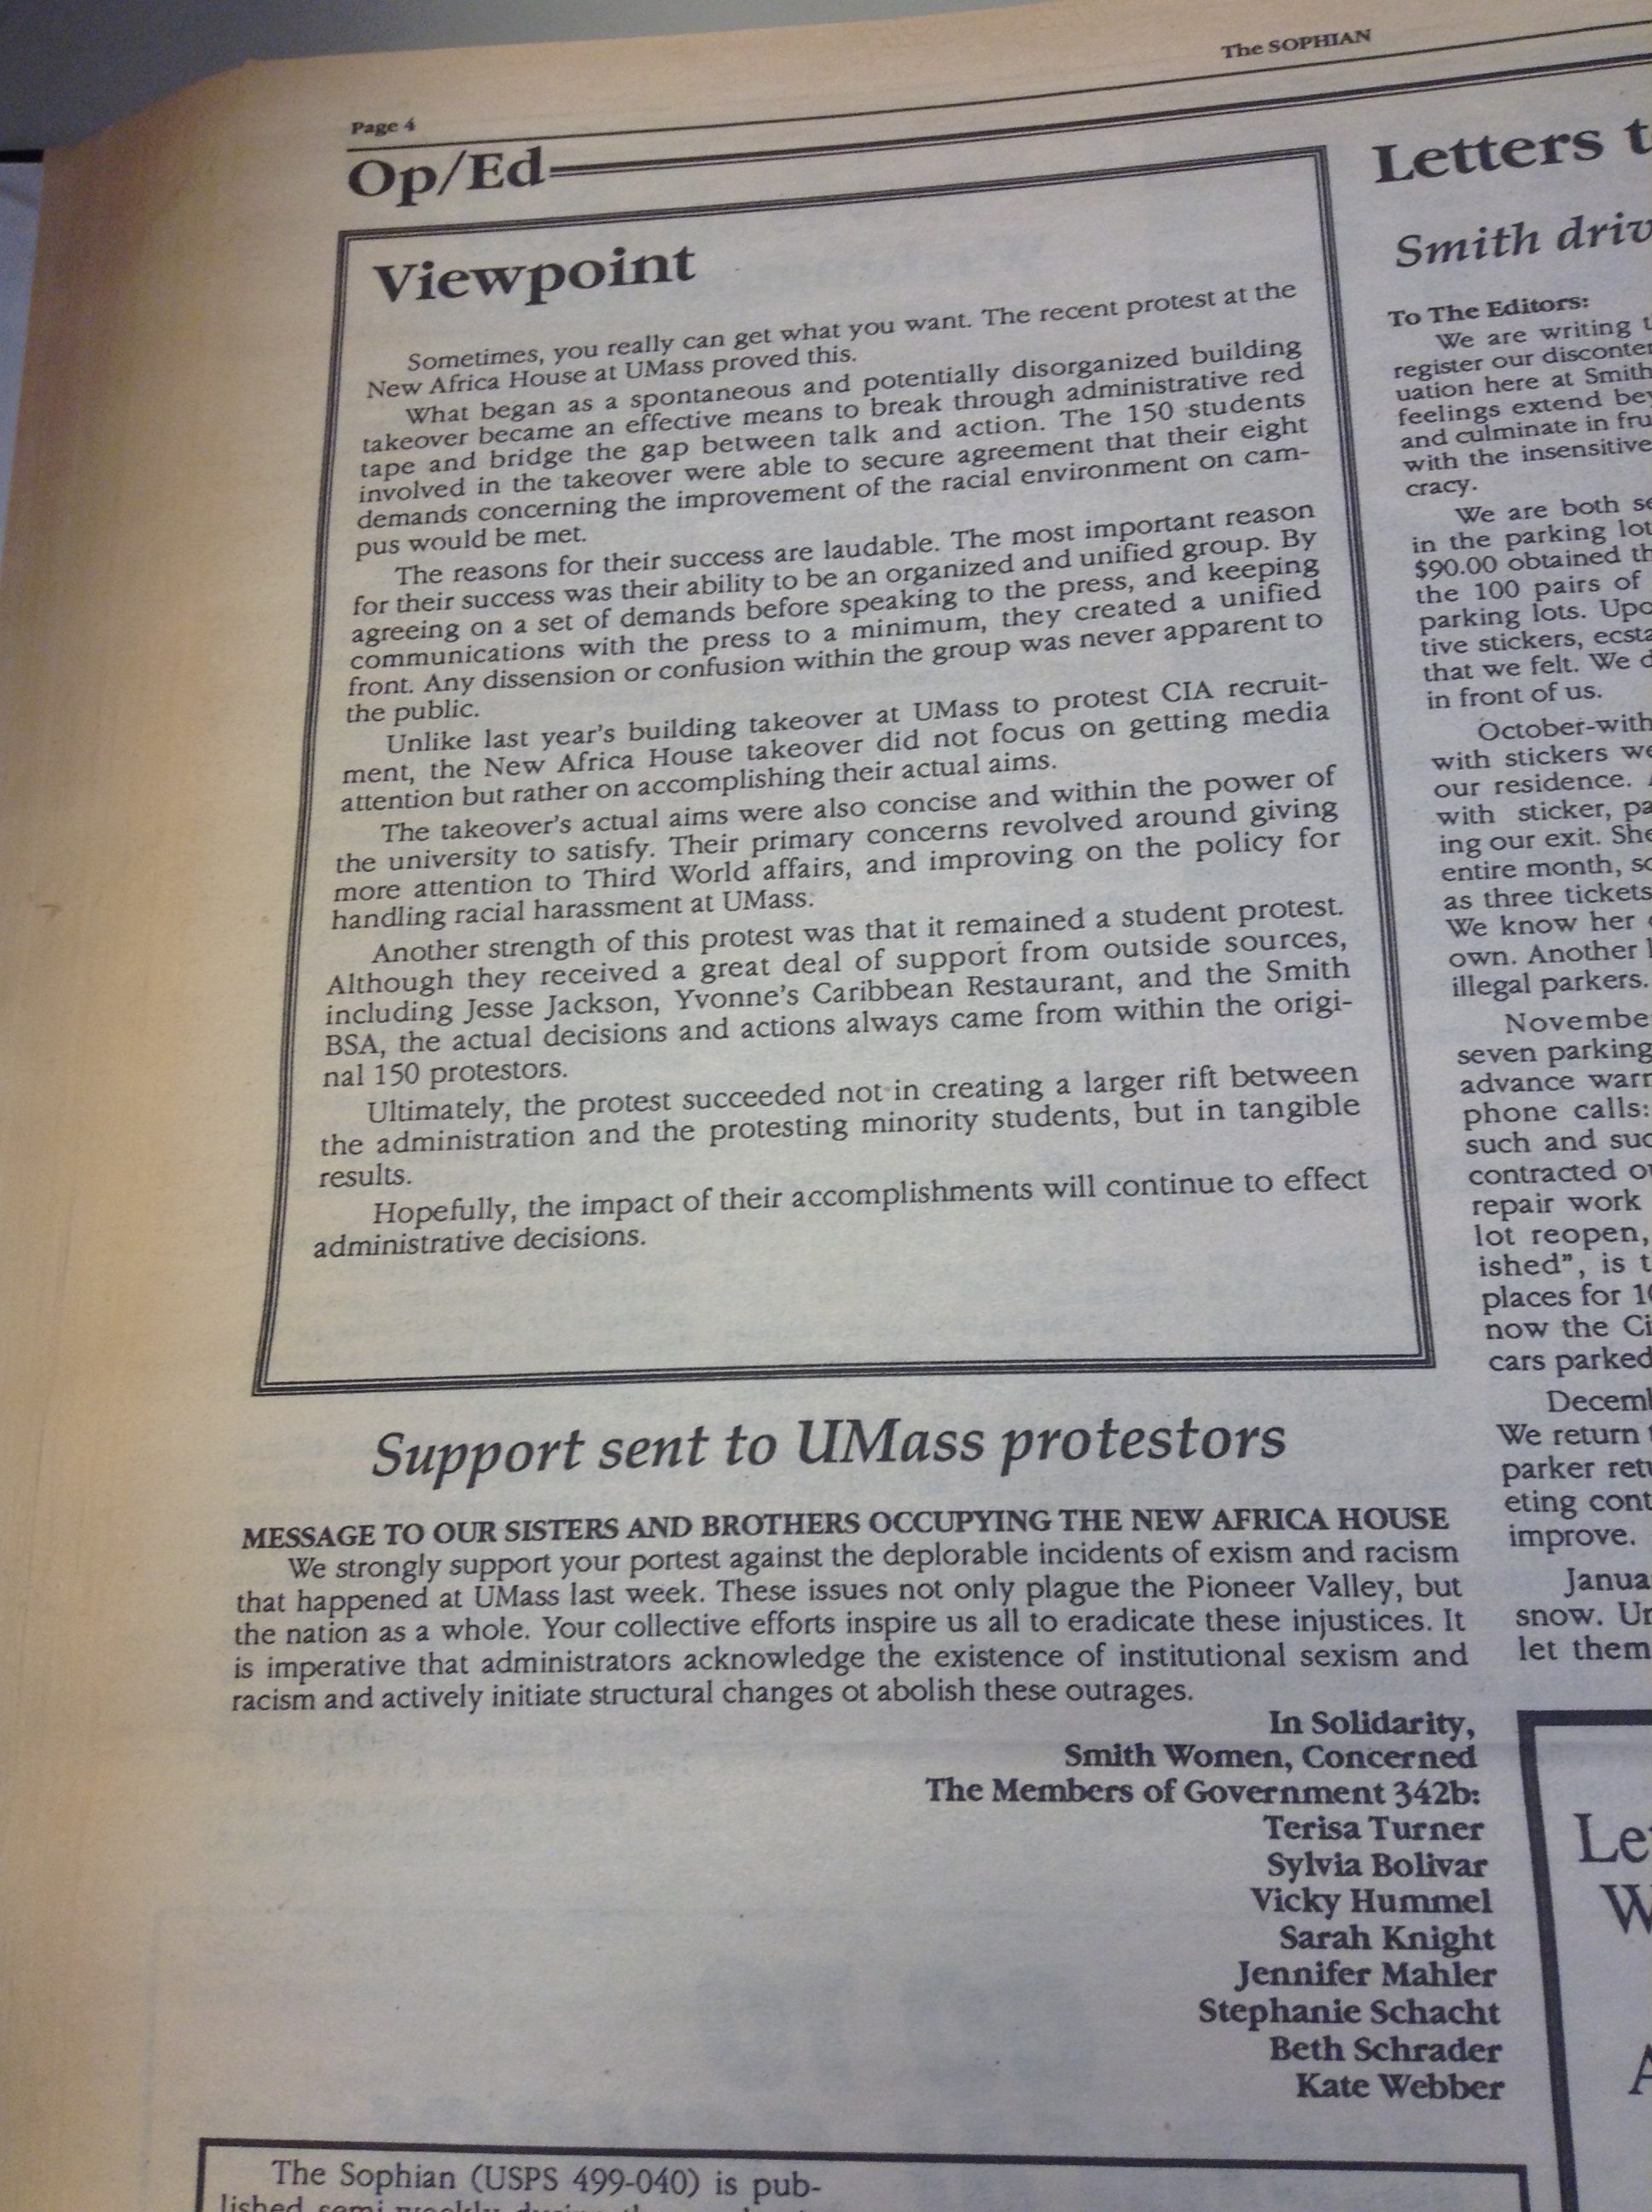 The SOPHIAN
Page 4
Op/Ed
Viewpoint
Sometimes, you really can get what you want. The recent protest at the
New Africa House at UMass proved this.
What began as a spontaneous and potentially disorganized building
takeover became an effective means to break through administrative red
tape and bridge the gap between talk and action. The 150 students
involved in the takeover were able to secure agreement that their eight
demands concerning the improvement of the racial environment on cam-
pus would be met.
The reasons for their success are laudable. The most important reason
for their success was their ability to be an organized and unified group. By
agreeing on a set of demands before speaking to the press, and keeping
communications with the press to a minimum, they created a unified
front. Any dissension or confusion within the group was never apparent to
the public.
Unlike last year's building takeover at UMass to protest CIA recruit-
ment, the New Africa House takeover did not focus on getting media
attention but rather on accomplishing their actual aims.
The takeover's actual aims were also concise and within the power of
the university to satisfy. Their primary concerns revolved around giving
more attention to Third World affairs, and improving on the policy for
handling racial harassment at UMass.
Another strength of this protest was that it remained a student protest.
Although they received a great deal of support from outside sources,
including Jesse Jackson, Yvonne's Caribbean Restaurant, and the Smith
BSA, the actual decisions and actions always came from within the origi-
nal 150 protestors.
Ultimately, the protest succeeded not in creating a larger rift between
the administration and the protesting minority students, but in tangible
results.
Hopefully, the impact of their accomplishments will continue to effect
administrative decisions.
Support sent to UMass protestors
MESSAGE TO OUR SISTERS AND BROTHERS OCCUPYING THE NEW AFRICA HOUSE
We strongly support your portest against the deplorable incidents of exism and racism
that happened at UMass last week. These issues not only plague the Pioneer Valley, but
the nation as a whole. Your collective efforts inspire us all to eradicate these injustices. It
is imperative that administrators acknowledge the existence of institutional sexism and
racism and actively initiate structural changes ot abolish these outrages.
In Solidarity,
Smith Women, Concerned
The Members of Government 342b:
Terisa Turner
Sylvia Bolivar
Vicky Hummel
Sarah Knight
Jennifer Mahler
Stephanie Schacht
Beth Schrader
Kate Webber
The Sophian (USPS 499-040) is pub-
Letters
Smith
To The Editors:
We are writing
register our
uation here at Smith
feelings extend
and culminate in
with the insensitive
cracy.
We are both
in the parking lot
$90.00 obtained
the 100 pairs of
parking lots.
tive stickers,
that we felt. We
in front of us.
October-with
with stickers
our residence.
with sticker,
ing our exit. She
entire month,
as three tickets
We know her
own. Another
illegal parkers.
seven parking
advance
phone calls:
such and
contracted
repair work
lot reopen,
ished", is
places for
now the
cars parked
We return
parker
eting
improve.
snow.
let them